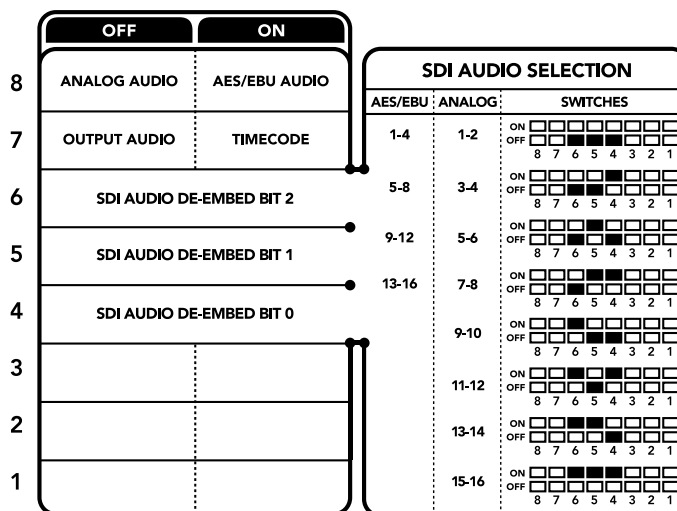 OFF ON
8 ANALOG AUDIO AES/EBU AUDIO
7 OUTPUT AUDIO TIMECODE
6 SDI AUDIO DE-EMBED BIT 2
5 SDI AUDIO DE-EMBED BIT 1
4 SDI AUDIO DE-EMBED BIT 0
3
2
1
SDI AUDIO SELECTION
AES/EBU ANALOG SWITCHES
1-4 1-2 ON
OFF
8 7 6 5 4 3 2 1
5-8 3-4 ON
OFF
8 7 6 5 4 3 2 1
9-12 5-6 ON
OFF
8 7 6 5 4 3 2 1
13-16 7-8 ON
OFF
8 7 6 5 4 3 2 1
9-10 ON
OFF
8 7 6 5 4 3 2 1
11-12 ON
OFF
8 7 6 5 4 3 2 1
13-14 ON
OFF
8 7 6 5 4 3 2 1
15-16 ON
OFF
8 7 6 5 4 3 2 1